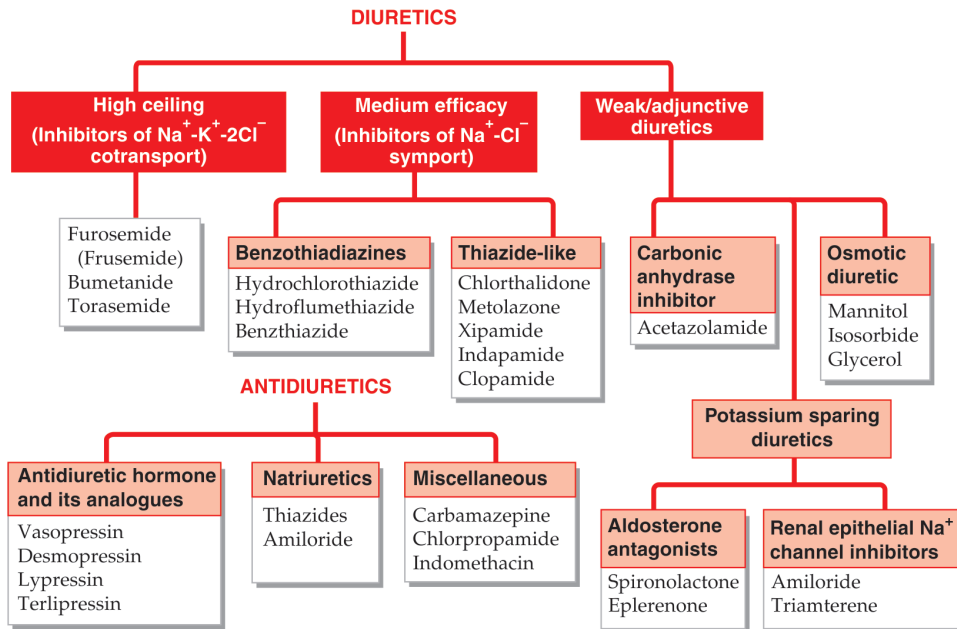 DIURETICS
High ceiling
(Inhibitors of Na⁺-K⁺-2Cl⁻
cotransport)
Medium efficacy
(Inhibitors of Na⁺-Cl⁻
symport)
Weak/adjunctive
diuretics
Furosemide
(Frusemide)
Bumetanide
Torasemide
Benzothiadiazines
Hydrochlorothiazide
Hydroflumethiazide
Benzthiazide
Thiazide-like
Chlorthalidone
Metolazone
Xipamide
Indapamide
Clopamide
Carbonic
anhydrase
inhibitor
Acetazolamide
Osmotic
diuretic
Mannitol
Isosorbide
Glycerol
Potassium sparing
diuretics
Aldosterone
antagonists
Spironolactone
Eplerenone
Renal epithelial Na⁺
channel inhibitors
Amiloride
Triamterene
ANTIDIURETICS
Antidiuretic hormone
and its analogues
Vasopressin
Desmopressin
Lypressin
Terlipressin
Natriuretics
Thiazides
Amiloride
Miscellaneous
Carbamazepine
Chlorpropamide
Indomethacin